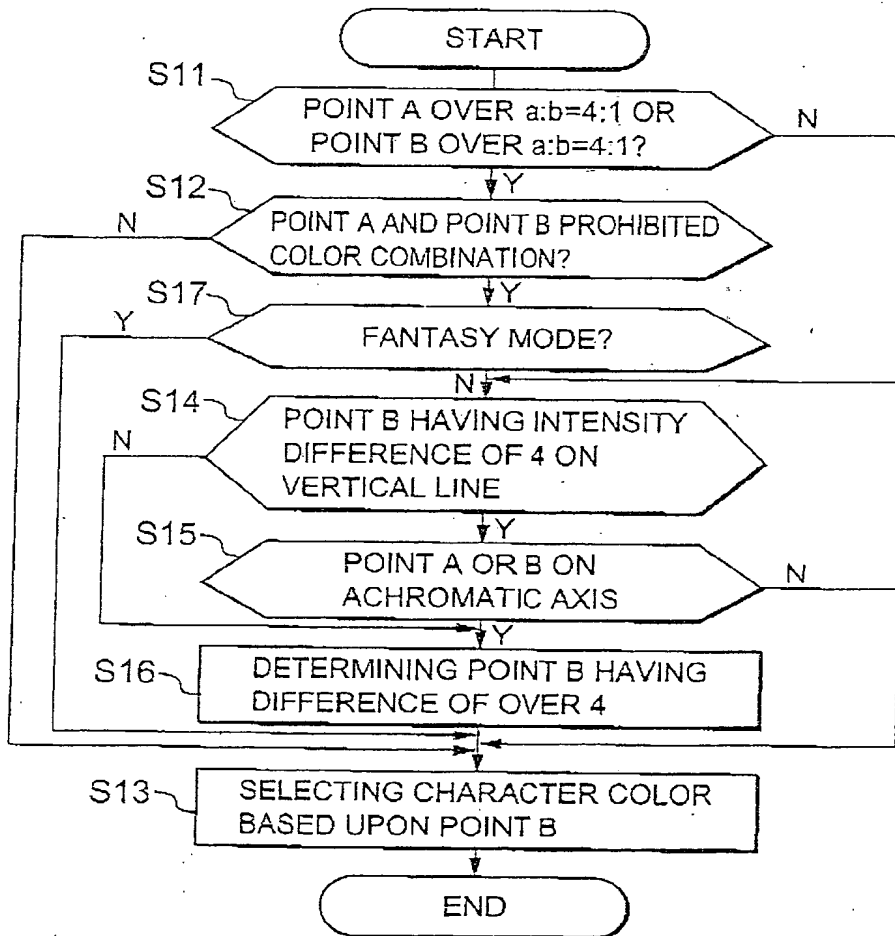 START
S11
POINT A OVER a:b=4:1 OR
POINT B OVER a:b=4:1?
N
Y
S12
N
POINT A AND POINT B PROHIBITED
COLOR COMBINATION?
Y
S17
Y
FANTASY MODE?
N
S14
N
POINT B HAVING INTENSITY
DIFFERENCE OF 4 ON
VERTICAL LINE
Y
S15
POINT A OR B ON
ACHROMATIC AXIS
N
Y
S16
DETERMINING POINT B HAVING
DIFFERENCE OF OVER 4
S13
SELECTING CHARACTER COLOR
BASED UPON POINT B
END